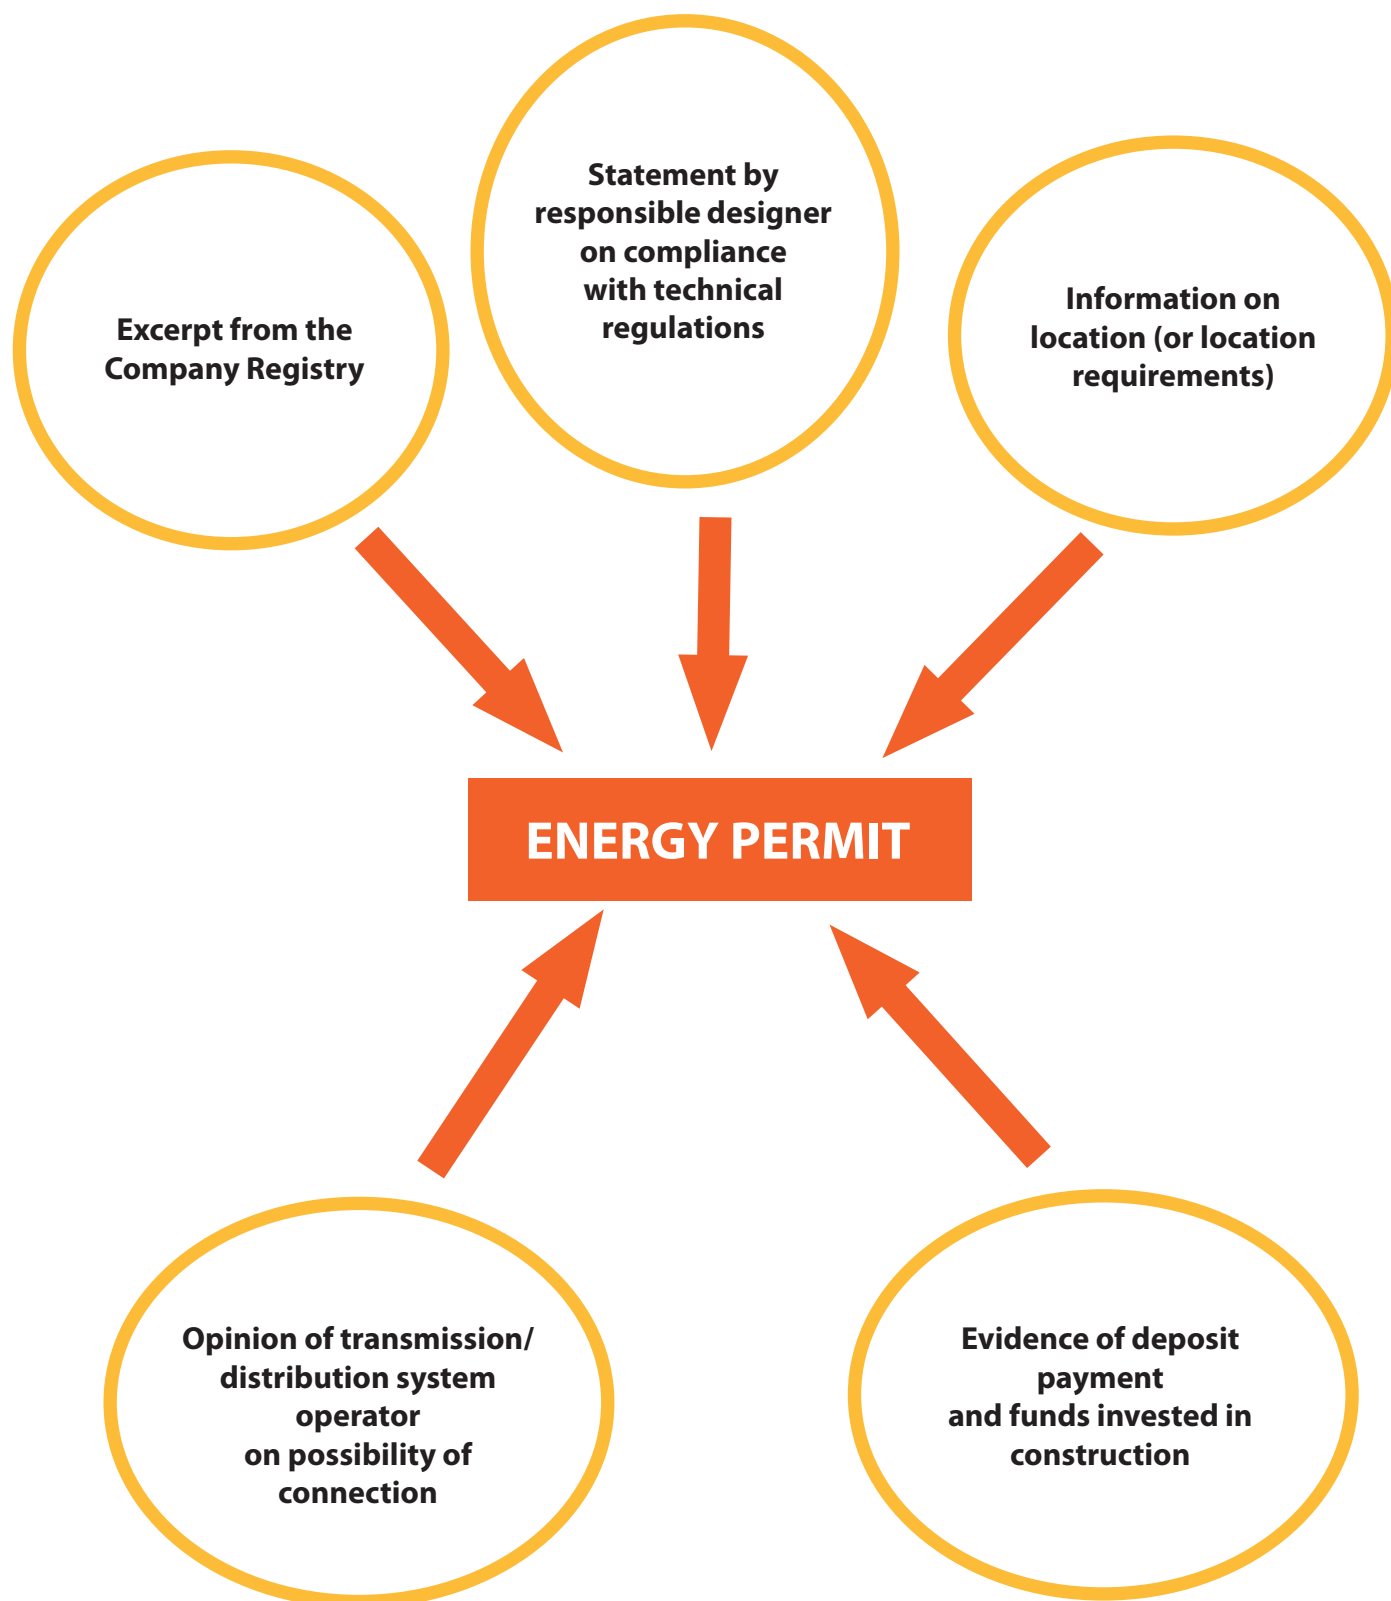 Excerpt from the
Company Registry
Statement by
responsible designer
on compliance
with technical
regulations
Information on
location (or location
requirements)
ENERGY PERMIT
Opinion of transmission/
distribution system
operator
on possibility of
connection
Evidence of deposit
payment
and funds invested in
construction